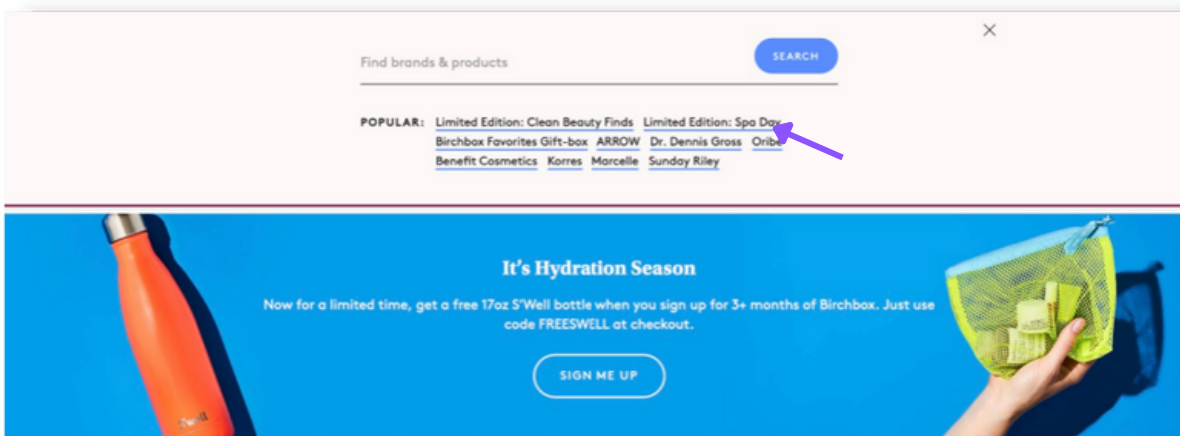 Find brands & products
SEARCH
POPULAR: Limited Edition: Clean Beauty Finds Limited Edition: Spa Day
Birchbox Favorites Gift-box ARROW Dr. Dennis Gross Oribe
Benefit Cosmetics Korres Marcelle Sunday Riley
It's Hydration Season
Now for a limited time, get a free 17oz S'Well bottle when you sign up for 3+ months of Birchbox. Just use
code FREESWELL at checkout.
SIGN ME UP
S'well